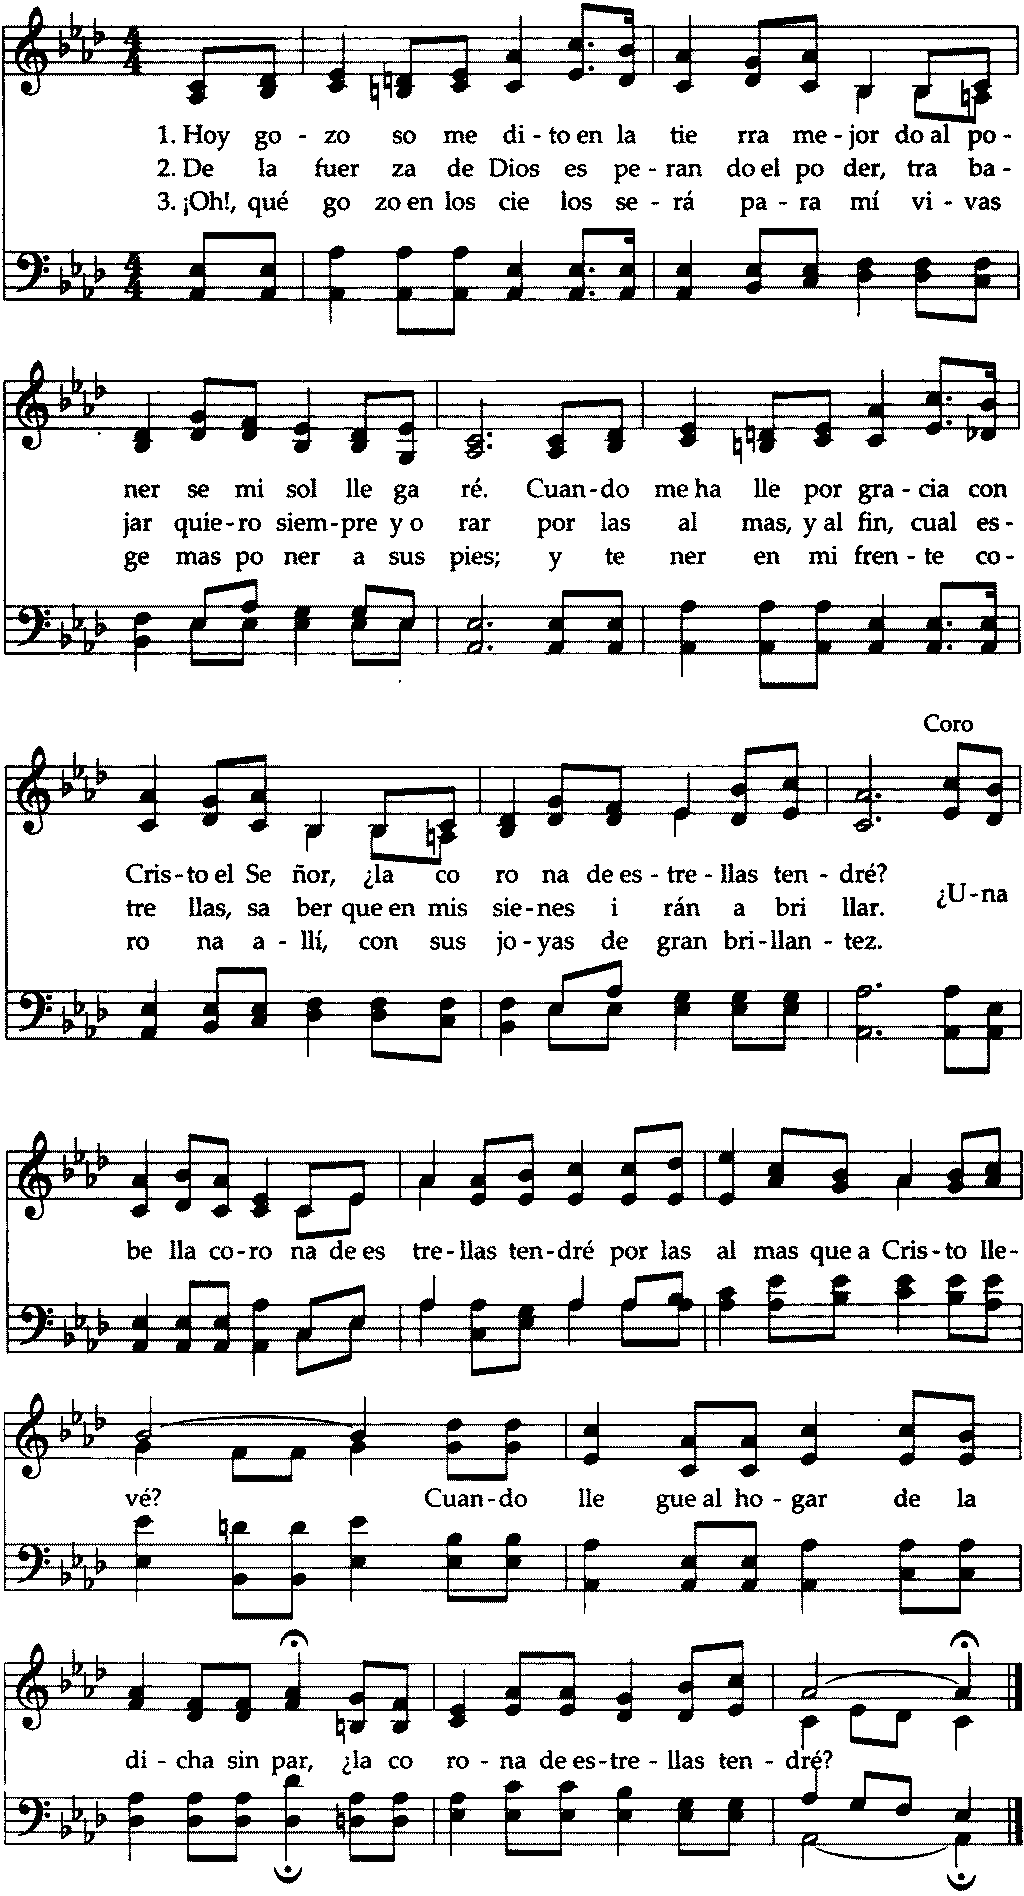 1. Hoy go - zo so me di - to en la tie rra me - jor do al po -
2. De la fuer za de Dios es pe - ran do el po der, tra ba -
3. ¡Oh!, qué go zo en los cie los se - rá pa - ra mí vi - vas
ner se mi sol lle ga ré. Cuan - do me ha lle por gra - cia con
jar quie - ro siem - pre y o rar por las al mas, y al fin, cual es -
ge mas po ner a sus pies; y te ner en mi fren - te co -
Coro
Cris - to el Se ñor, ¿la co ro na de es - tre - llas ten - dré?
tre llas, sa ber que en mis sie - nes i rán a bri llar. ¿U - na
ro na a - llí, con sus jo - yas de gran bri - llan - tez.
be lla co - ro na de es tre - llas ten - dré por las al mas que a Cris - to lle -
vé? Cuan - do lle gue al ho - gar de la
di - cha sin par, ¿la co ro - na de es - tre - llas ten - dré?